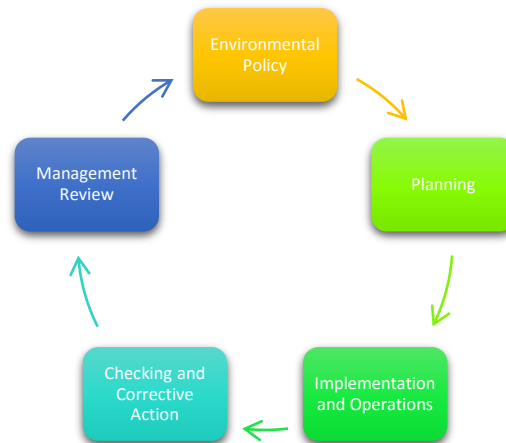 Environmental
Policy
Planning
Implementation
and Operations
Checking and
Corrective
Action
Management
Review